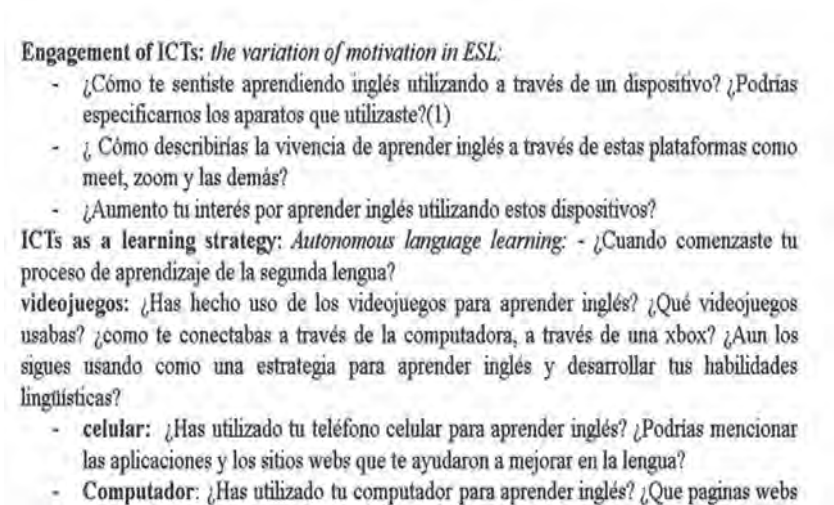 Engagement of ICTs: the variation of motivation in ESL:
- ¿Cómo te sentiste aprendiendo inglés utilizando a través de un dispositivo? ¿Podrías
especificarnos los aparatos que utilizaste?(1)
- ¿ Cómo describirías la vivencia de aprender inglés a través de estas plataformas como
meet, zoom y las demás?
- ¿Aumento tu interés por aprender inglés utilizando estos dispositivos?
ICTs as a learning strategy: Autonomous language learning: - ¿Cuando comenzaste tu
proceso de aprendizaje de la segunda lengua?
videojuegos: ¿Has hecho uso de los videojuegos para aprender inglés? ¿Qué videojuegos
usabas? ¿como te conectabas a través de la computadora, a través de una xbox? ¿Aun los
sigues usando como una estrategia para aprender inglés y desarrollar tus habilidades
lingüísticas?
- celular: ¿Has utilizado tu teléfono celular para aprender inglés? ¿Podrías mencionar
las aplicaciones y los sitios webs que te ayudaron a mejorar en la lengua?
- Computador: ¿Has utilizado tu computador para aprender inglés? ¿Que paginas webs